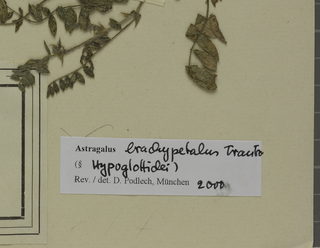 Astragalus brachypetalus Trautv
(§ Hypoglottidei)
Rev. / det. D. Podlech, München 2000